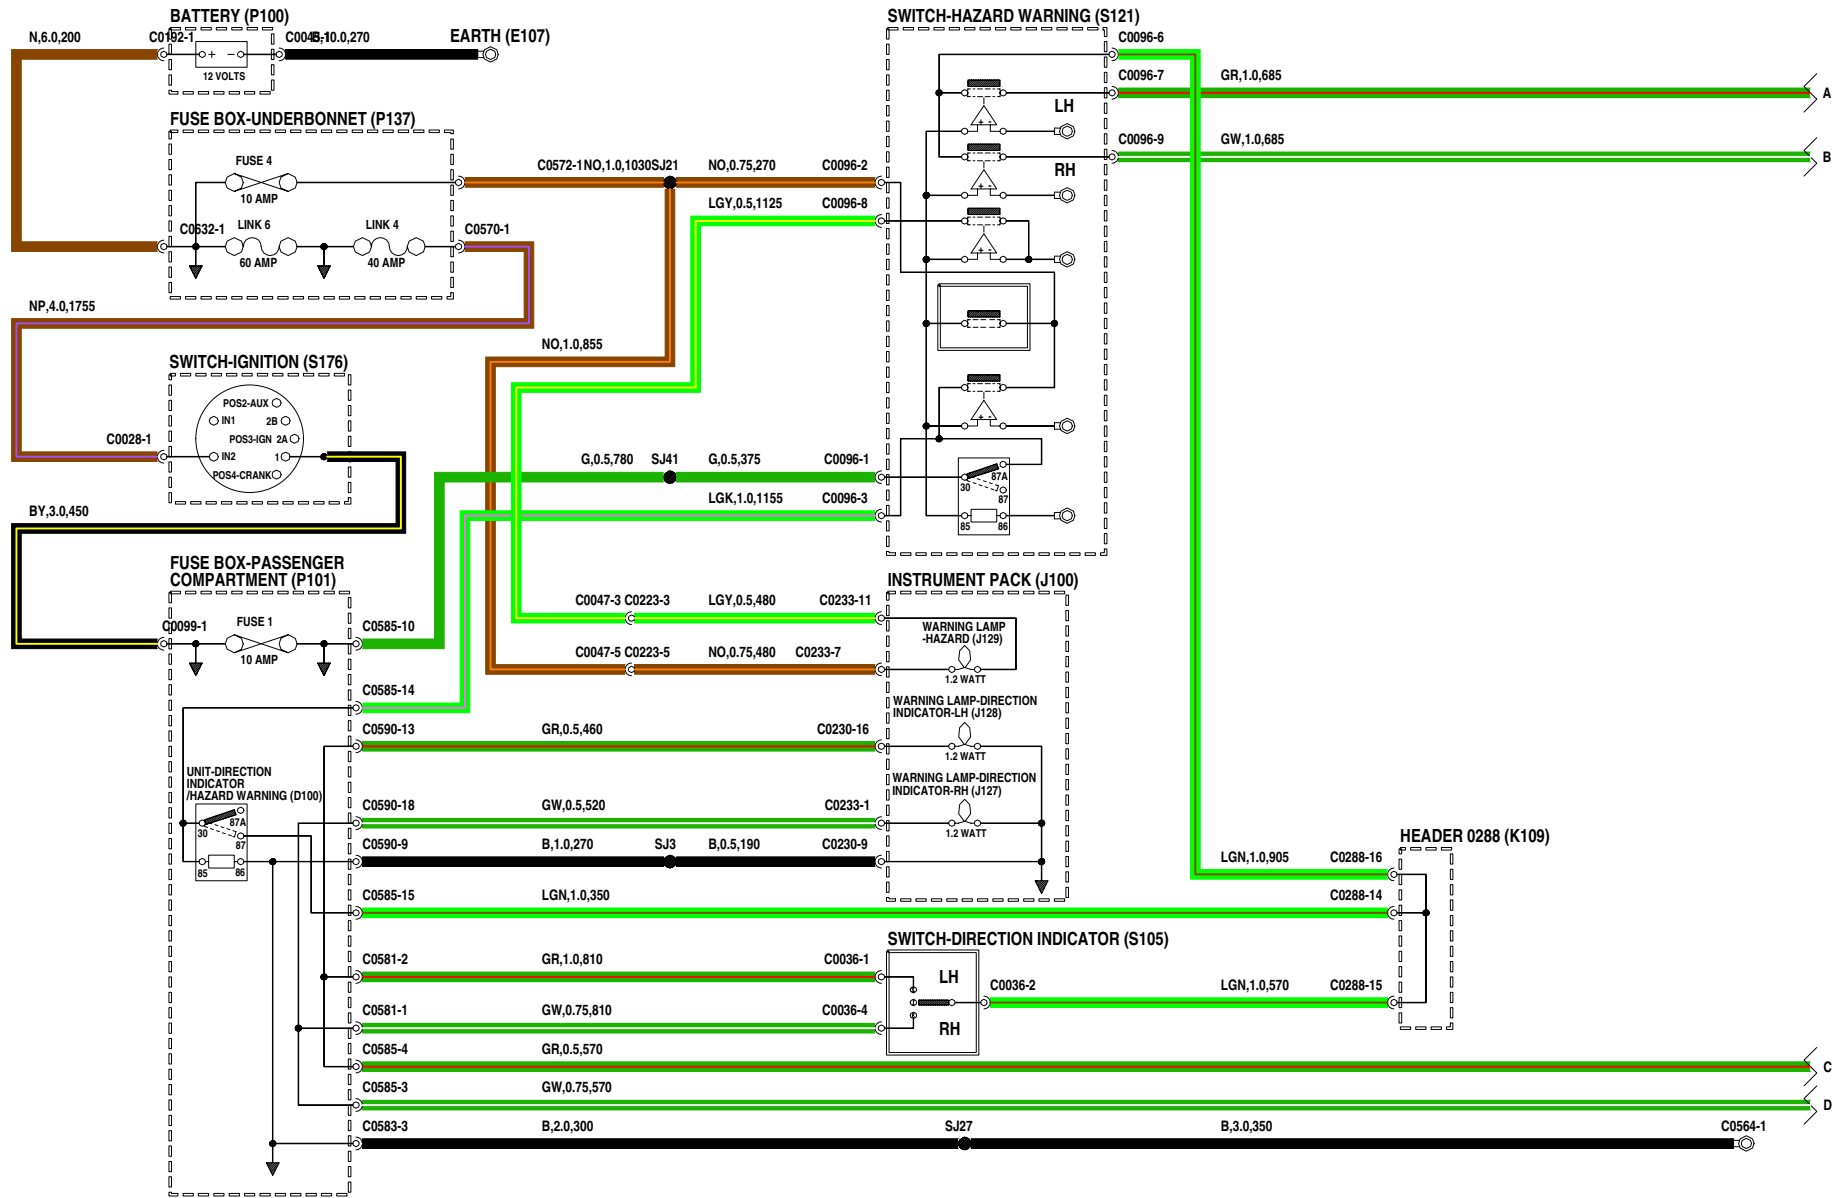 BATTERY (P100)
N,6.0,200
C0192-1
C0045-1
B,10.0,270
EARTH (E107)
+ -
12 VOLTS
FUSE BOX-UNDERBONNET (P137)
FUSE 4
10 AMP
C0572-1
NO,1.0,1030
SJ21
NO,0.75,270
C0096-2
LGY,0.5,1125
C0096-8
C0632-1
LINK 6
60 AMP
LINK 4
40 AMP
C0570-1
NP,4.0,1755
NO,1.0,855
SWITCH-IGNITION (S176)
POS2-AUX
IN1
2B
POS3-IGN 2A
IN2
1
POS4-CRANK
C0028-1
BY,3.0,450
G,0.5,780
SJ41
G,0.5,375
C0096-1
LGK,1.0,1155
C0096-3
SWITCH-HAZARD WARNING (S121)
C0096-6
C0096-7
GR,1.0,685
A
LH
+ -
C0096-9
GW,1.0,685
B
RH
+ -
+ -
+ -
87A
30
87
85
86
FUSE BOX-PASSENGER
COMPARTMENT (P101)
C0099-1
FUSE 1
10 AMP
C0585-10
C0585-14
C0047-3
C0223-3
LGY,0.5,480
C0233-11
C0047-5
C0223-5
NO,0.75,480
C0233-7
INSTRUMENT PACK (J100)
WARNING LAMP
-HAZARD (J129)
1.2 WATT
WARNING LAMP-DIRECTION
INDICATOR-LH (J128)
1.2 WATT
WARNING LAMP-DIRECTION
INDICATOR-RH (J127)
1.2 WATT
C0590-13
GR,0.5,460
C0230-16
UNIT-DIRECTION
INDICATOR
/HAZARD WARNING (D100)
87A
30
87
85
86
C0590-18
GW,0.5,520
C0233-1
C0590-9
B,1.0,270
SJ3
B,0.5,190
C0230-9
C0585-15
LGN,1.0,350
C0288-14
HEADER 0288 (K109)
LGN,1.0,905
C0288-16
SWITCH-DIRECTION INDICATOR (S105)
C0581-2
GR,1.0,810
C0036-1
LH
C0036-2
LGN,1.0,570
C0288-15
C0581-1
GW,0.75,810
C0036-4
RH
C0585-4
GR,0.5,570
C
C0585-3
GW,0.75,570
D
C0583-3
B,2.0,300
SJ27
B,3.0,350
C0564-1